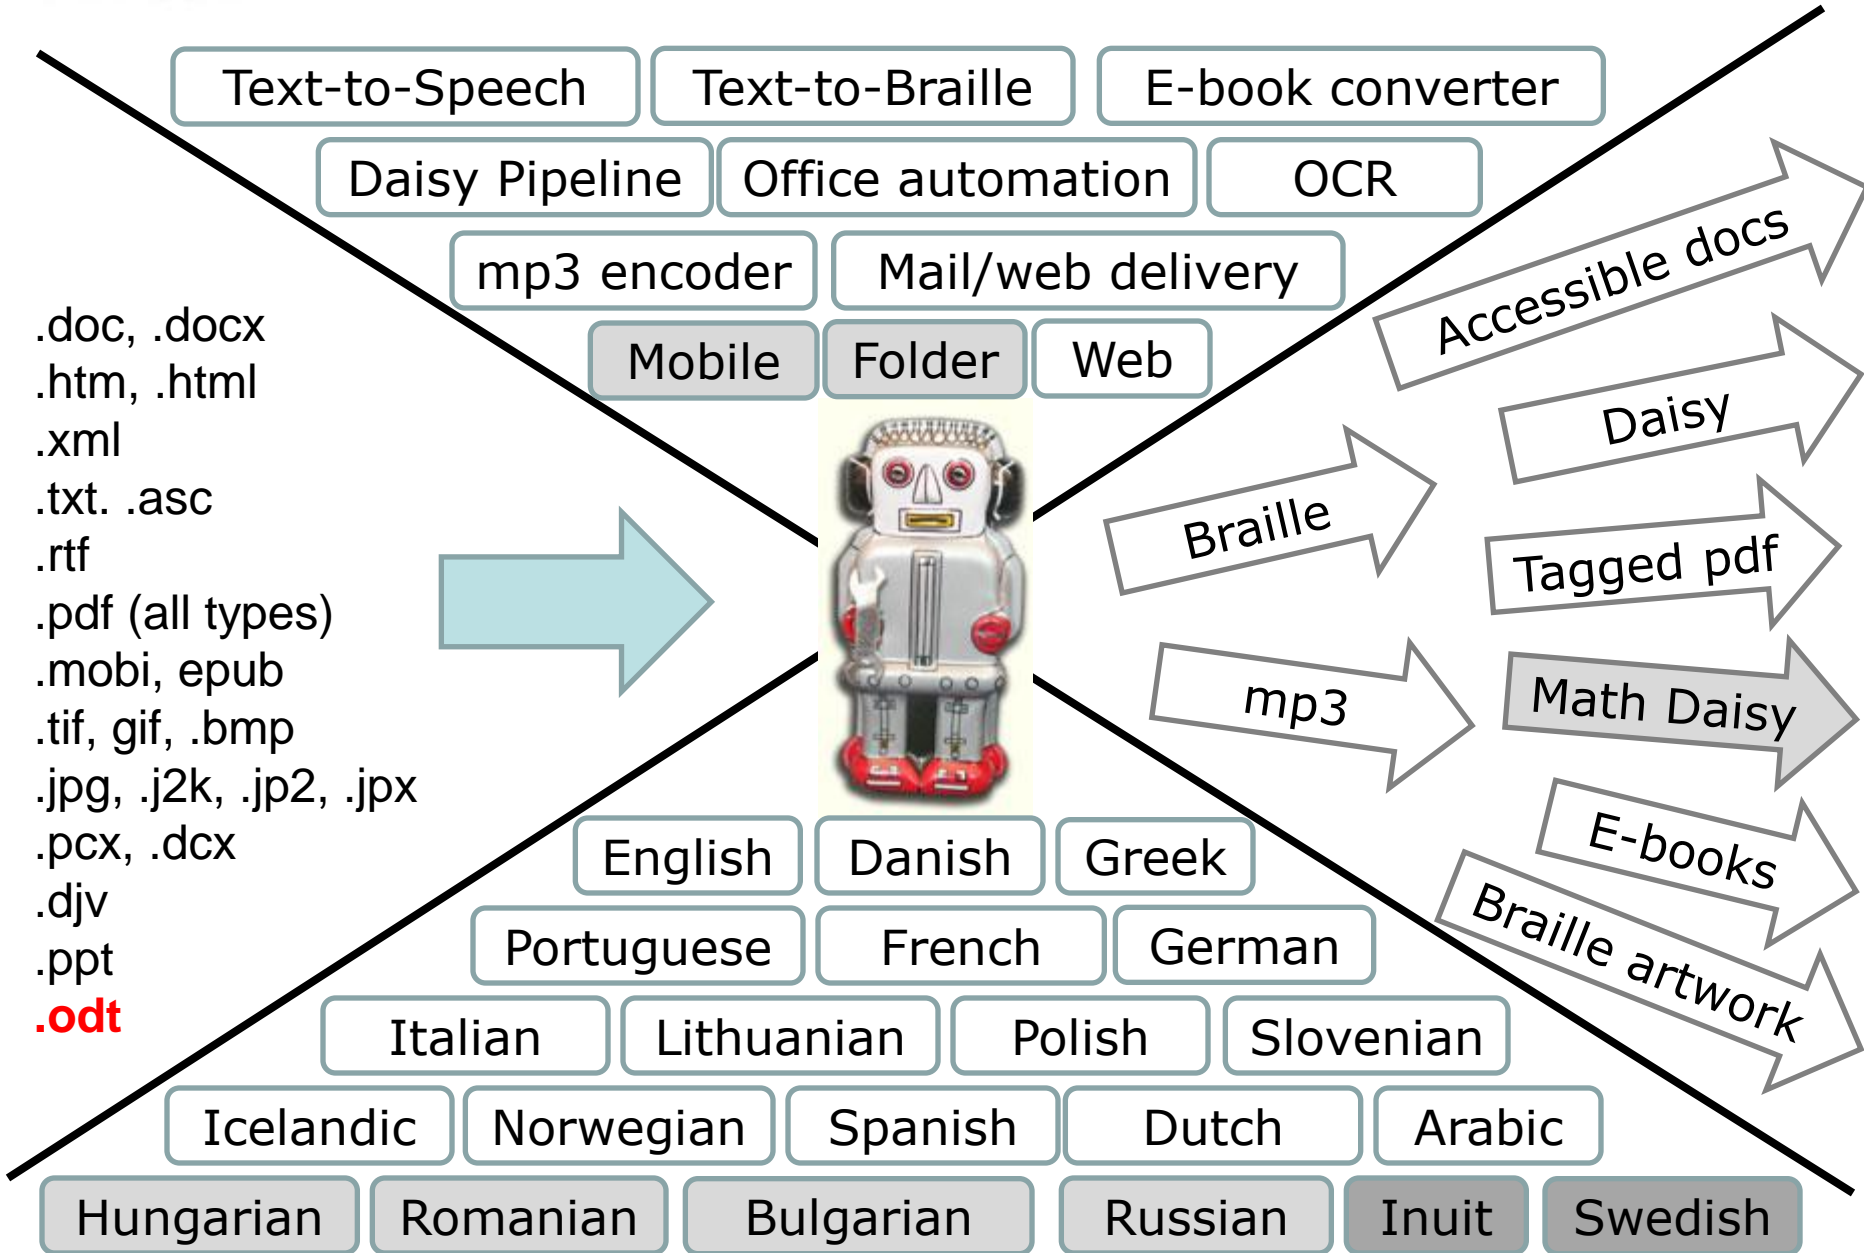 Text-to-Speech
Text-to-Braille
E-book converter
Daisy Pipeline
Office automation
OCR
mp3 encoder
Mail/web delivery
Mobile
Folder
Web
.doc, .docx
.htm, .html
.xml
.txt. .asc
.rtf
.pdf (all types)
.mobi, epub
.tif, gif, .bmp
.jpg, .j2k, .jp2, .jpx
.pcx, .dcx
.djv
.ppt
.odt
Accessible docs
Daisy
Braille
Tagged pdf
mp3
Math Daisy
E-books
Braille artwork
English
Danish
Greek
Portuguese
French
German
Italian
Lithuanian
Polish
Slovenian
Icelandic
Norwegian
Spanish
Dutch
Arabic
Hungarian
Romanian
Bulgarian
Russian
Inuit
Swedish